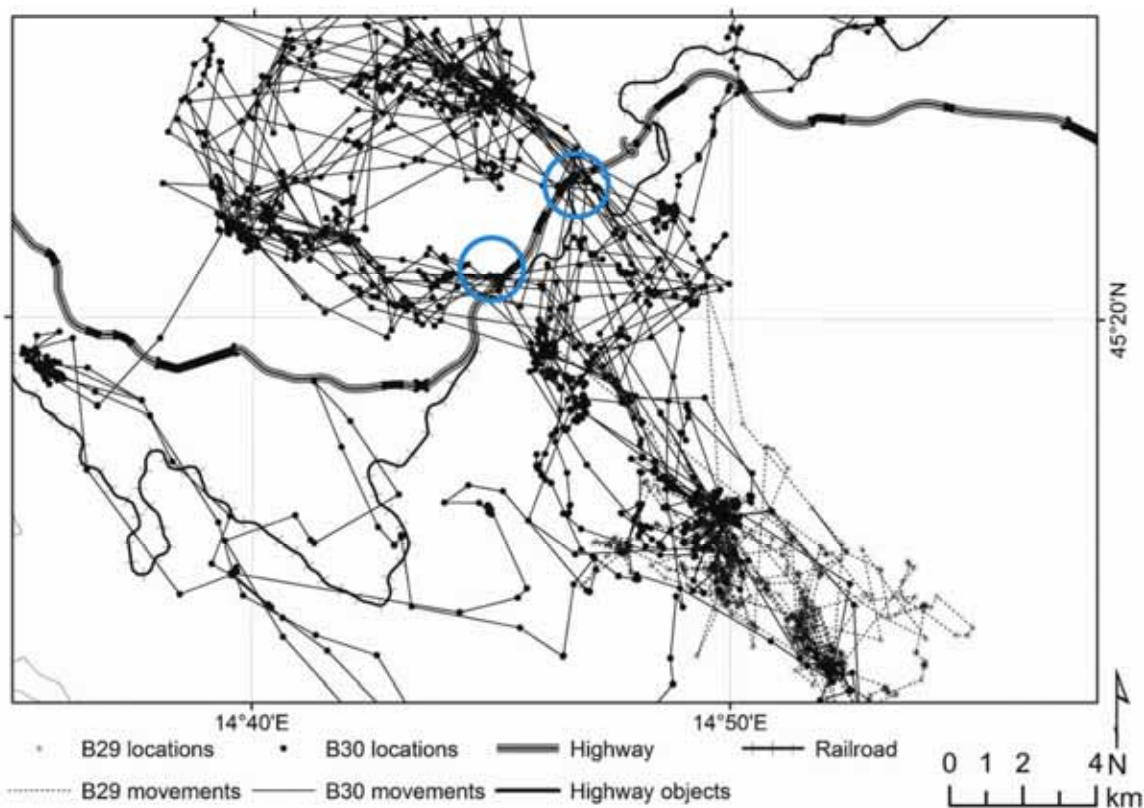 45°20'N
14°40'E 14°50'E
B29 locations B30 locations Highway Railroad
B29 movements B30 movements Highway objects
0 1 2 4 N
km